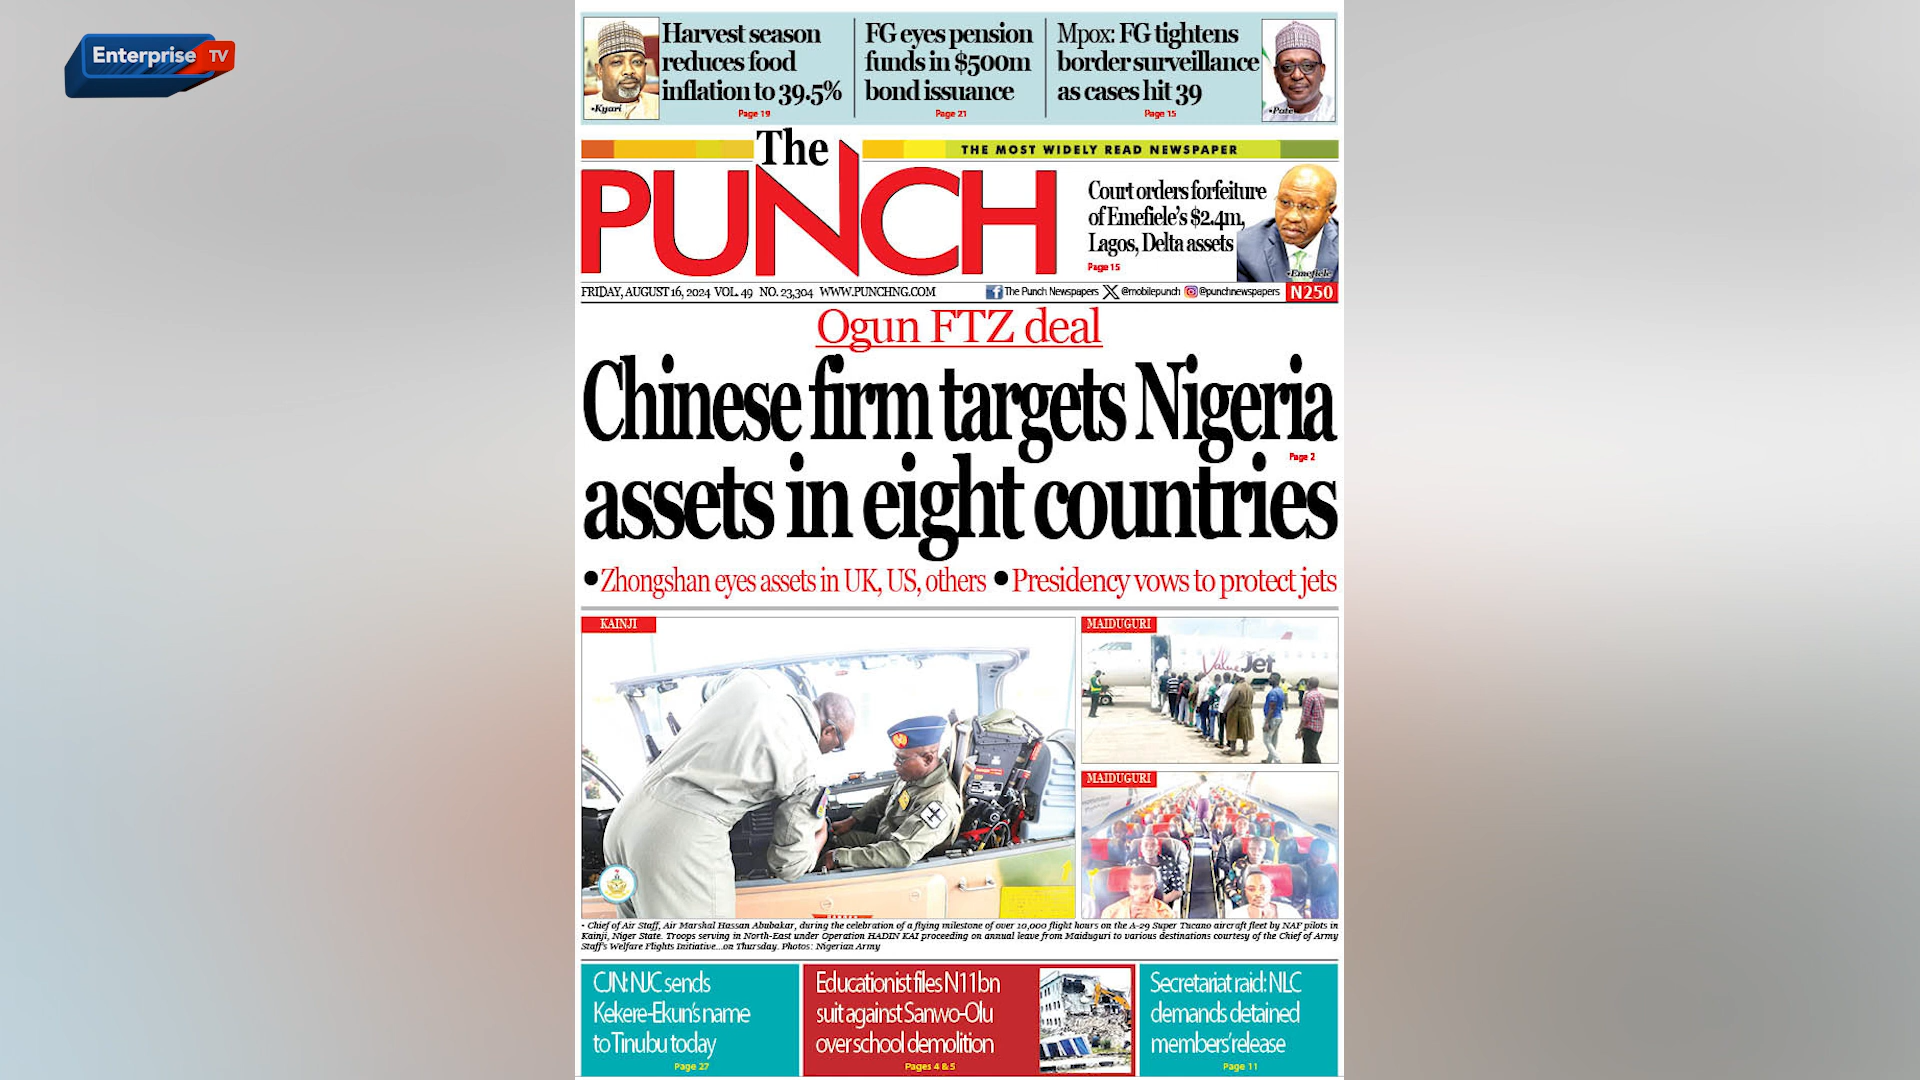 Enterprise TV
Harvest season
reduces food
inflation to 39.5%
Page 19
•Kyari
FG eyes pension
funds in $500m
bond issuance
Page 21
Mpox: FG tightens
border surveillance
as cases hit 39
Page 15
•Pate
THE MOST WIDELY READ NEWSPAPER
The
PUNCH
Court orders forfeiture
of Emefiele's $2.4m,
Lagos, Delta assets
Page 15
•Emefiele
FRIDAY, AUGUST 16, 2024 VOL. 49 NO. 23,304 WWW.PUNCHNG.COM
The Punch Newspapers @mobilepunch @punchnewspapers N250
Ogun FTZ deal
Chinese firm targets Nigeria
Page 2
assets in eight countries
•Zhongshan eyes assets in UK, US, others •Presidency vows to protect jets
KAINJI
MAIDUGURI
ValueJet
MAIDUGURI
• Chief of Air Staff, Air Marshal Hassan Abubakar, during the celebration of a flying milestone of over 10,000 flight hours on the A-29 Super Tucano aircraft fleet by NAF pilots in
Kainji, Niger State. Troops serving in North-East under Operation HADIN KAI proceeding on annual leave from Maiduguri to various destinations courtesy of the Chief of Army
Staff's Welfare Flights Initiative...on Thursday. Photos: Nigerian Army
CJN: NJC sends
Kekere-Ekun's name
to Tinubu today
Page 27
Educationist files N11bn
suit against Sanwo-Olu
over school demolition
Pages 4 & 5
Secretariat raid: NLC
demands detained
members' release
Page 11